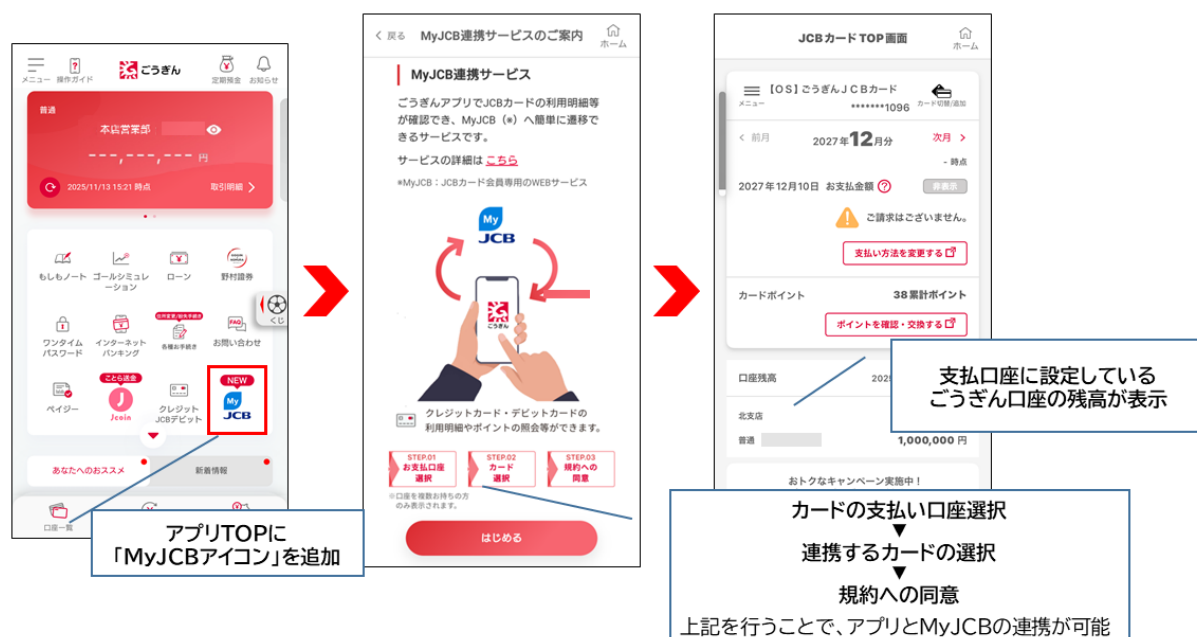 メニュー
操作ガイド
ごうぎん
定期預金
お知らせ
普通
本店営業部
---,---,--- 円
2025/11/13 15:21 時点
取引明細
もしもノート
ゴールシミュレーション
ローン
野村證券
くじ
ワンタイム
パスワード
インターネット
バンキング
各種お手続き
FAQ
お問い合わせ
ペイジー
ことら送金
J
Jcoin
クレジット
JCBデビット
NEW
My
JCB
あなたへのおススメ
新着情報
口座一覧
アプリTOPに
「MyJCBアイコン」を追加
戻る
MyJCB連携サービスのご案内
ホーム
MyJCB連携サービス
ごうぎんアプリでJCBカードの利用明細等
が確認でき、MyJCB（*）へ簡単に遷移で
きるサービスです。
サービスの詳細は こちら
*MyJCB：JCBカード会員専用のWEBサービス
My
JCB
ごうぎん
クレジットカード・デビットカードの
利用明細やポイントの照会等ができます。
STEP.01
お支払口座
選択
STEP.02
カード
選択
STEP.03
規約への
同意
※口座を複数お持ちの方
のみ表示されます。
はじめる
JCBカードTOP画面
ホーム
メニュー
【OS】ごうぎんＪＣＢカード
*******1096
カード切替/追加
前月
2027年12月分
次月
- 時点
2027年12月10日 お支払金額
非表示
ご請求はございません。
支払い方法を変更する
カードポイント
38累計ポイント
ポイントを確認・交換する
口座残高
202
北支店
普通
1,000,000 円
おトクなキャンペーン実施中！
支払口座に設定している
ごうぎん口座の残高が表示
カードの支払い口座選択
▼
連携するカードの選択
▼
規約への同意
上記を行うことで、アプリとMyJCBの連携が可能